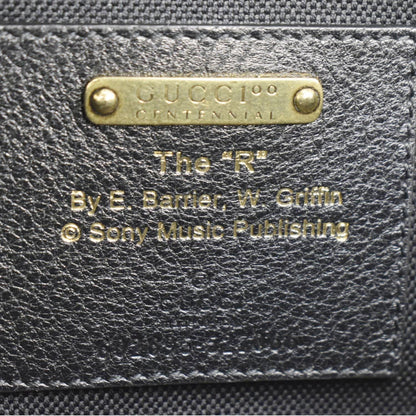 GUCCI100
CENTENNIAL
The "R"
By E. Barrier, W. Griffin
© Sony Music Publishing